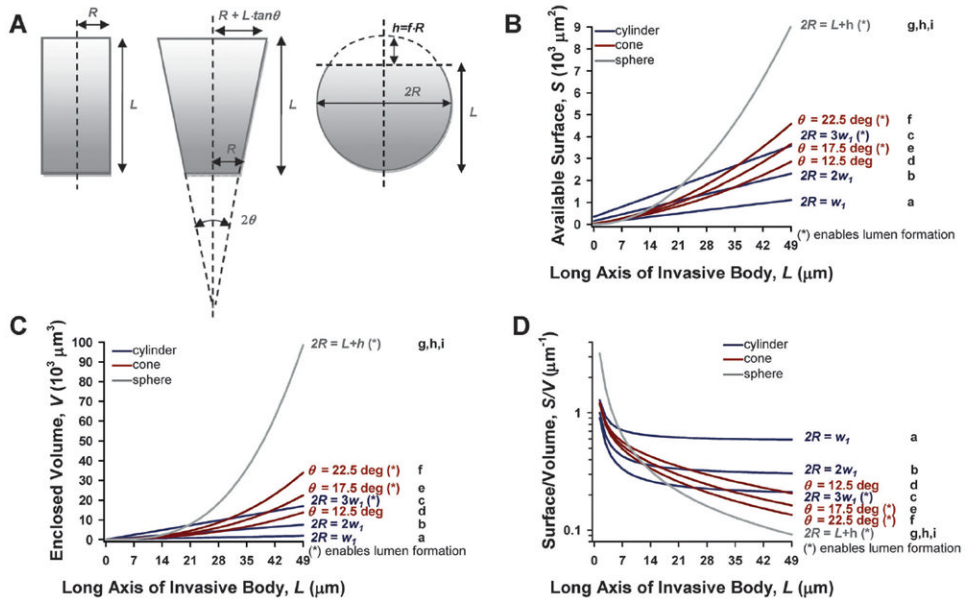 A
R
R + L·tanθ
h=f·R
L
L
2R
L
R
2θ
B
Available Surface, S (10³ μm²)
9
8
7
6
5
4
3
2
1
0
cylinder
cone
sphere
2R = L+h (*) g,h,i
θ = 22.5 deg (*) f
2R = 3w₁ (*) c
θ = 17.5 deg (*) e
θ = 12.5 deg d
2R = 2w₁ b
2R = w₁ a
(*) enables lumen formation
0 7 14 21 28 35 42 49
Long Axis of Invasive Body, L (μm)
C
Enclosed Volume, V (10³ μm³)
100
90
80
70
60
50
40
30
20
10
0
cylinder
cone
sphere
2R = L+h (*) g,h,i
θ = 22.5 deg (*) f
θ = 17.5 deg (*) e
2R = 3w₁ (*) c
θ = 12.5 deg d
2R = 2w₁ b
2R = w₁ a
(*) enables lumen formation
0 7 14 21 28 35 42 49
Long Axis of Invasive Body, L (μm)
D
Surface/Volume, S/V (μm⁻¹)
1
0.1
cylinder
cone
sphere
2R = w₁ a
2R = 2w₁ b
θ = 12.5 deg d
2R = 3w₁ (*) c
θ = 17.5 deg (*) e
θ = 22.5 deg (*) f
2R = L+h (*) g,h,i
(*) enables lumen formation
0 7 14 21 28 35 42 49
Long Axis of Invasive Body, L (μm)